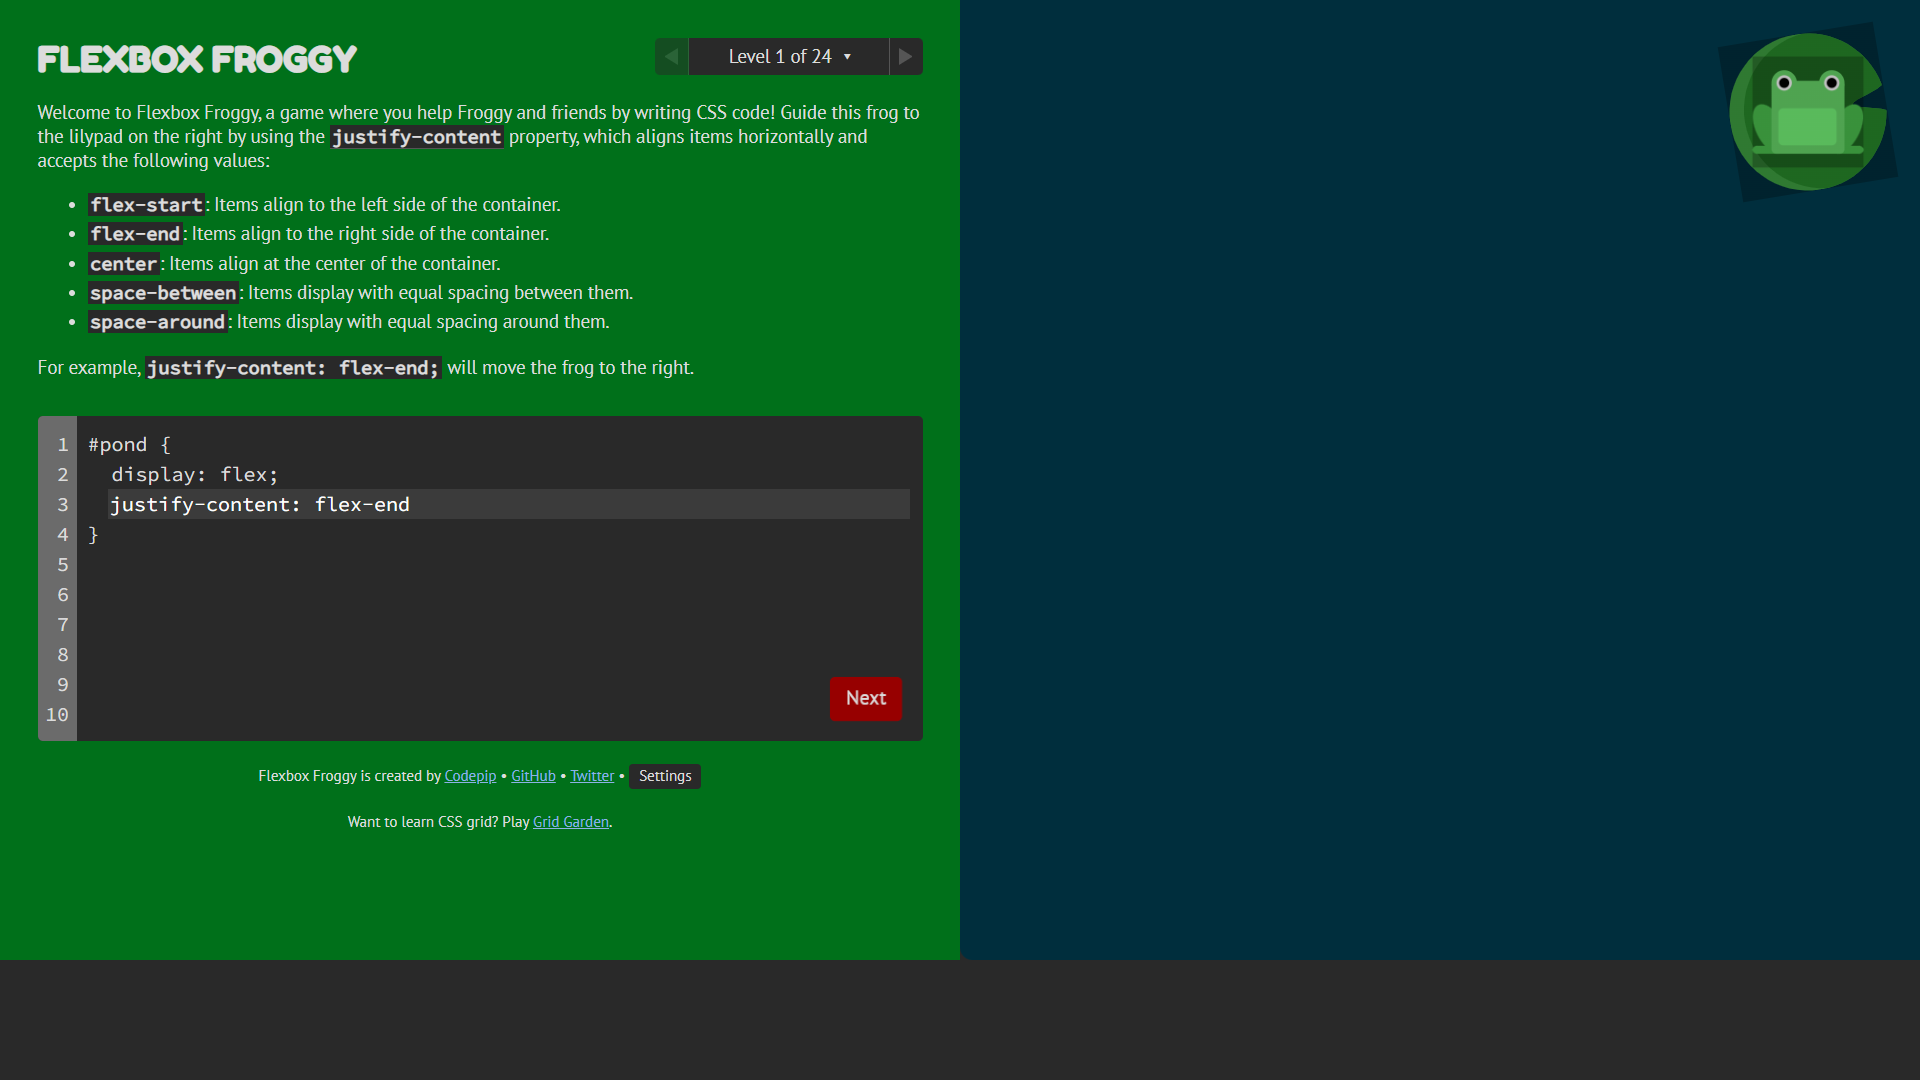 FLEXBOX FROGGY
Level 1 of 24 ▾
Welcome to Flexbox Froggy, a game where you help Froggy and friends by writing CSS code! Guide this frog to
the lilypad on the right by using the justify-content property, which aligns items horizontally and
accepts the following values:
• flex-start: Items align to the left side of the container.
• flex-end: Items align to the right side of the container.
• center: Items align at the center of the container.
• space-between: Items display with equal spacing between them.
• space-around: Items display with equal spacing around them.
For example, justify-content: flex-end; will move the frog to the right.
1 #pond {
2 display: flex;
3 justify-content: flex-end
4 }
5
6
7
8
9
10
Next
Flexbox Froggy is created by Codepip • GitHub • Twitter • Settings
Want to learn CSS grid? Play Grid Garden.